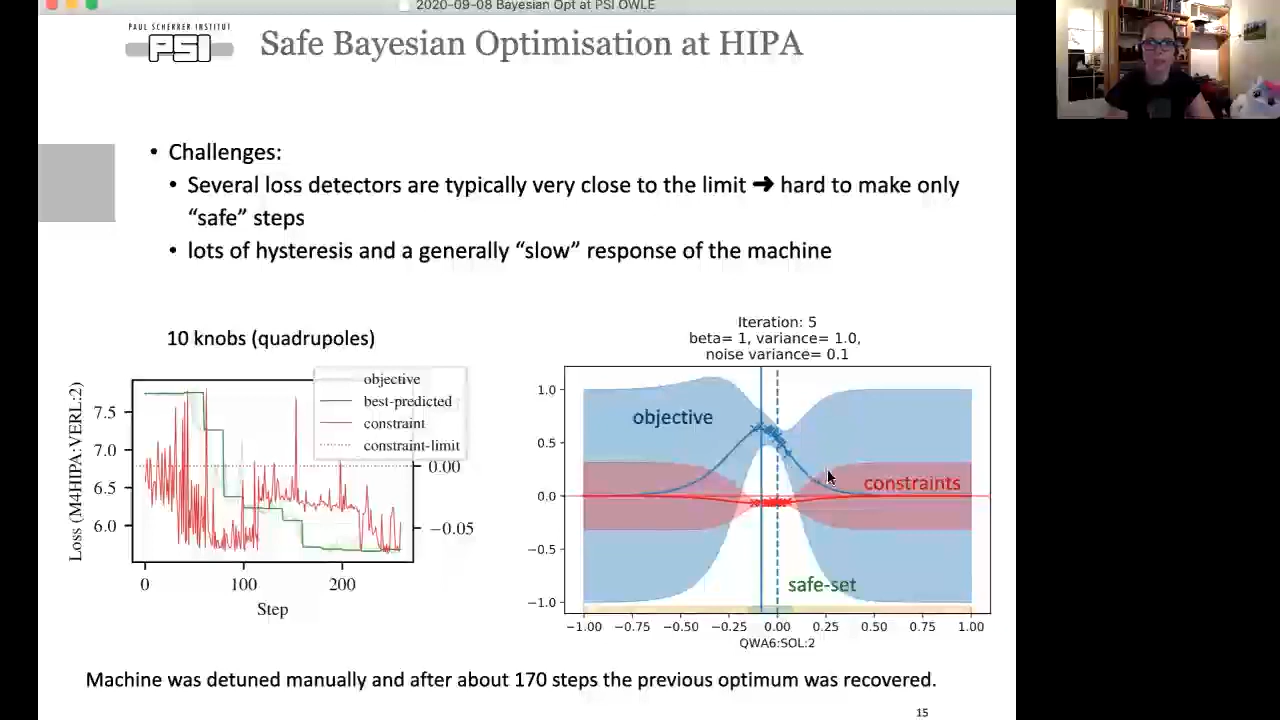 2020-09-08 Bayesian Opt at PSI OWLE
PAUL SCHERRER INSTITUT
PSI
Safe Bayesian Optimisation at HIPA
• Challenges:
• Several loss detectors are typically very close to the limit ➔ hard to make only
“safe” steps
• lots of hysteresis and a generally “slow” response of the machine
10 knobs (quadrupoles)
objective
best-predicted
constraint
constraint-limit
7.5
7.0
6.5
6.0
0.00
−0.05
Loss (M4HIPA:VERL:2)
0 100 200
Step
Iteration: 5
beta= 1, variance= 1.0,
noise variance= 0.1
1.0
0.5
0.0
−0.5
−1.0
objective
constraints
safe-set
−1.00 −0.75 −0.50 −0.25 0.00 0.25 0.50 0.75 1.00
QWA6:SOL:2
Machine was detuned manually and after about 170 steps the previous optimum was recovered.
15